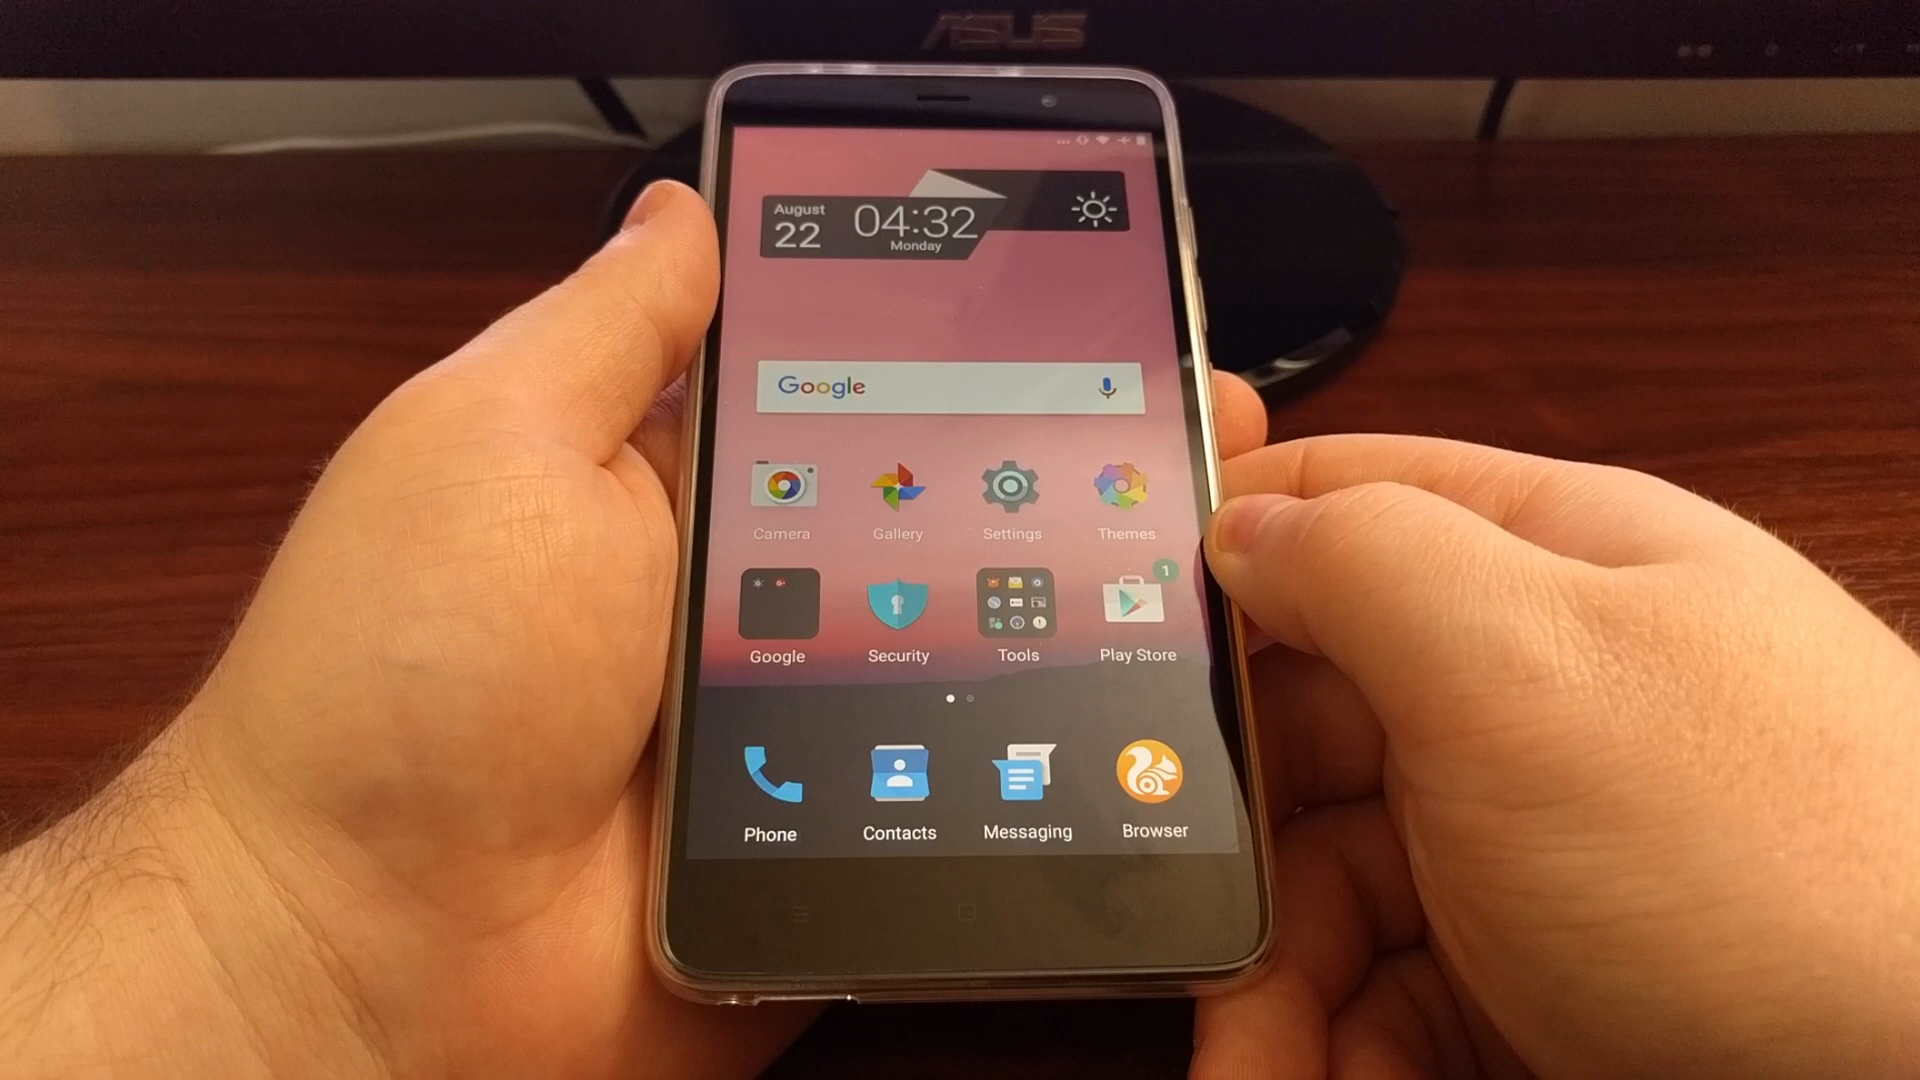 ASUS
August
22
04:32
Monday
Google
Camera
Gallery
Settings
Themes
1
Google
Security
Tools
Play Store
Phone
Contacts
Messaging
Browser